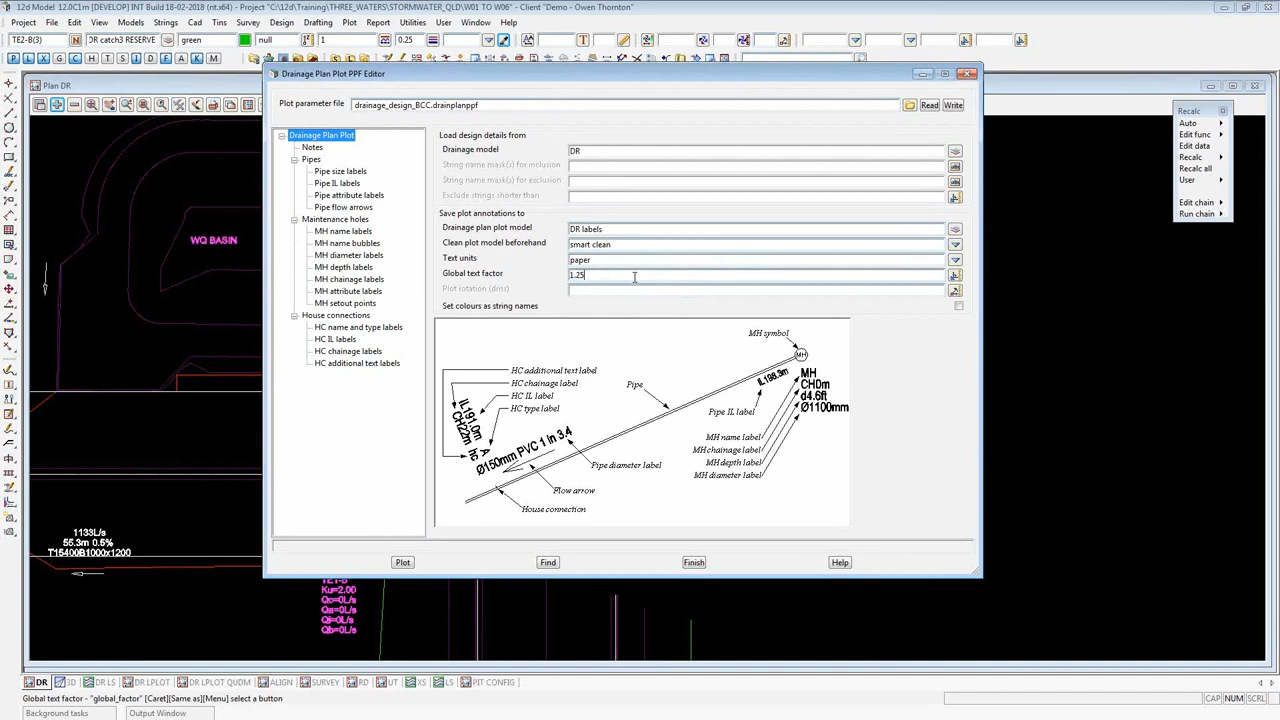 12d Model 12.0C1m [DEVELOP] INT Build 18-02-2018 (nt.x64) - Project "C:\12d\Training\THREE_WATERS\STORMWATER_QLD\W01 TO W06" - Client "Demo - Owen Thornton"
Project File Edit View Models Strings Cad Tins Survey Design Drafting Plot Report Utilities User Window Help
TE2-B(3) N DR catch3 RESERVE green null 1 0.25
P L X G C H T S I D F A K M
Plan DR
Drainage Plan Plot PPF Editor
Plot parameter file drainage_design_BCC.drainplanppf Read Write
Drainage Plan Plot
Notes
Pipes
Pipe size labels
Pipe IL labels
Pipe attribute labels
Pipe flow arrows
Maintenance holes
MH name labels
MH name bubbles
MH diameter labels
MH depth labels
MH chainage labels
MH attribute labels
MH setout points
House connections
HC name and type labels
HC IL labels
HC chainage labels
HC additional text labels
Load design details from
Drainage model DR
String name mask(s) for inclusion
String name mask(s) for exclusion
Exclude strings shorter than
Save plot annotations to
Drainage plan plot model DR labels
Clean plot model beforehand smart clean
Text units paper
Global text factor 1.25
Plot rotation (dms)
Set colours as string names
MH symbol
MH
HC additional text label
HC chainage label
HC IL label
HC type label
Pipe
IL198.3m
MH
CH0m
d4.6ft
Ø1100mm
Pipe IL label
IL191.0m
CH22m
hc A
Ø150mm PVC 1 in 3.4
MH name label
MH chainage label
MH depth label
MH diameter label
Pipe diameter label
Flow arrow
House connection
Plot Find Finish Help
Recalc
Auto
Edit func
Edit data
Recalc
Recalc all
User
Edit chain
Run chain
WQ BASIN
1133L/s
55.3m 0.5%
T15400B1000x1200
Ku=2.00
Qc=0L/s
Qa=0L/s
Qi=0L/s
Qb=0L/s
DR 3D DR LS DR LPLOT DR LPLOT QUDM ALIGN SURVEY RD UT XS LS PIT CONFIG
Global text factor - "global_factor" [Caret][Same as][Menu] select a button
CAP NUM SCRL
Background tasks Output Window